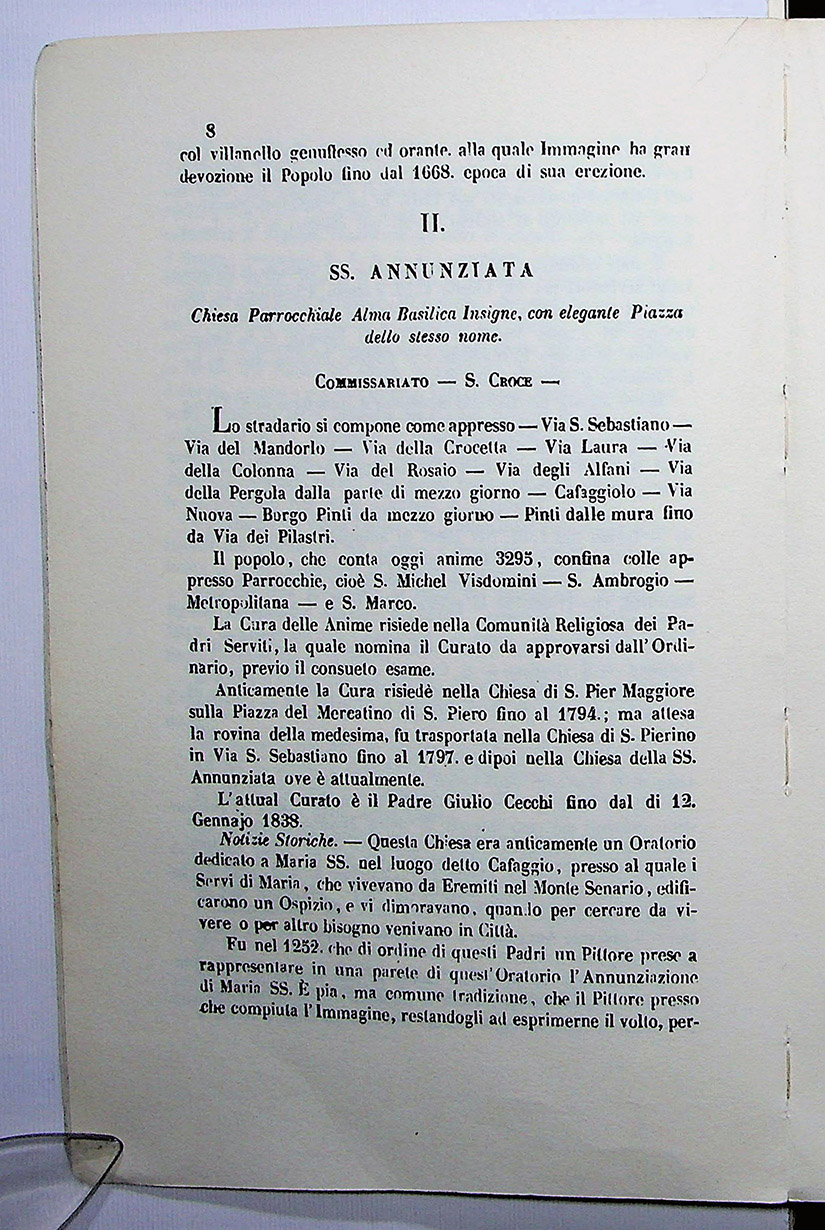 8
col villanello genuflesso ed orante. alla quale Immagine ha gran
devozione il Popolo fino dal 1668. epoca di sua erezione.
II.
SS. ANNUNZIATA
Chiesa Parrocchiale Alma Basilica Insigne, con elegante Piazza
dello stesso nome.
COMMISSARIATO — S. CROCE —
Lo stradario si compone come appresso — Via S. Sebastiano —
Via del Mandorlo — Via della Crocetta — Via Laura — Via
della Colonna — Via del Rosaio — Via degli Alfani — Via
della Pergola dalla parte di mezzo giorno — Cafaggiolo — Via
Nuova — Borgo Pinti da mezzo giorno — Pinti dalle mura fino
da Via dei Pilastri.
Il popolo, che conta oggi anime 3295, confina colle ap-
presso Parrocchie, cioè S. Michel Visdomini — S. Ambrogio —
Metropolitana — e S. Marco.
La Cura delle Anime risiede nella Comunità Religiosa dei Pa-
dri Serviti, la quale nomina il Curato da approvarsi dall'Ordi-
nario, previo il consueto esame.
Anticamente la Cura risiedè nella Chiesa di S. Pier Maggiore
sulla Piazza del Mercatino di S. Piero fino al 1794.; ma attesa
la rovina della medesima, fu trasportata nella Chiesa di S. Pierino
in Via S. Sebastiano fino al 1797. e dipoi nella Chiesa della SS.
Annunziata ove è attualmente.
L'attual Curato è il Padre Giulio Cecchi fino dal dì 12.
Gennajo 1838.
Notizie Storiche. — Questa Chiesa era anticamente un Oratorio
dedicato a Maria SS. nel luogo detto Cafaggio, presso al quale i
Servi di Maria, che vivevano da Eremiti nel Monte Senario, edifi-
carono un Ospizio, e vi dimoravano, quando per cercare da vi-
vere o per altro bisogno venivano in Città.
Fu nel 1252. che di ordine di questi Padri un Pittore prese a
rappresentare in una parete di quest'Oratorio l'Annunziazione
di Maria SS. È pia, ma comune tradizione, che il Pittore presso
che compiuta l'Immagine, restandogli ad esprimerne il volto, per-